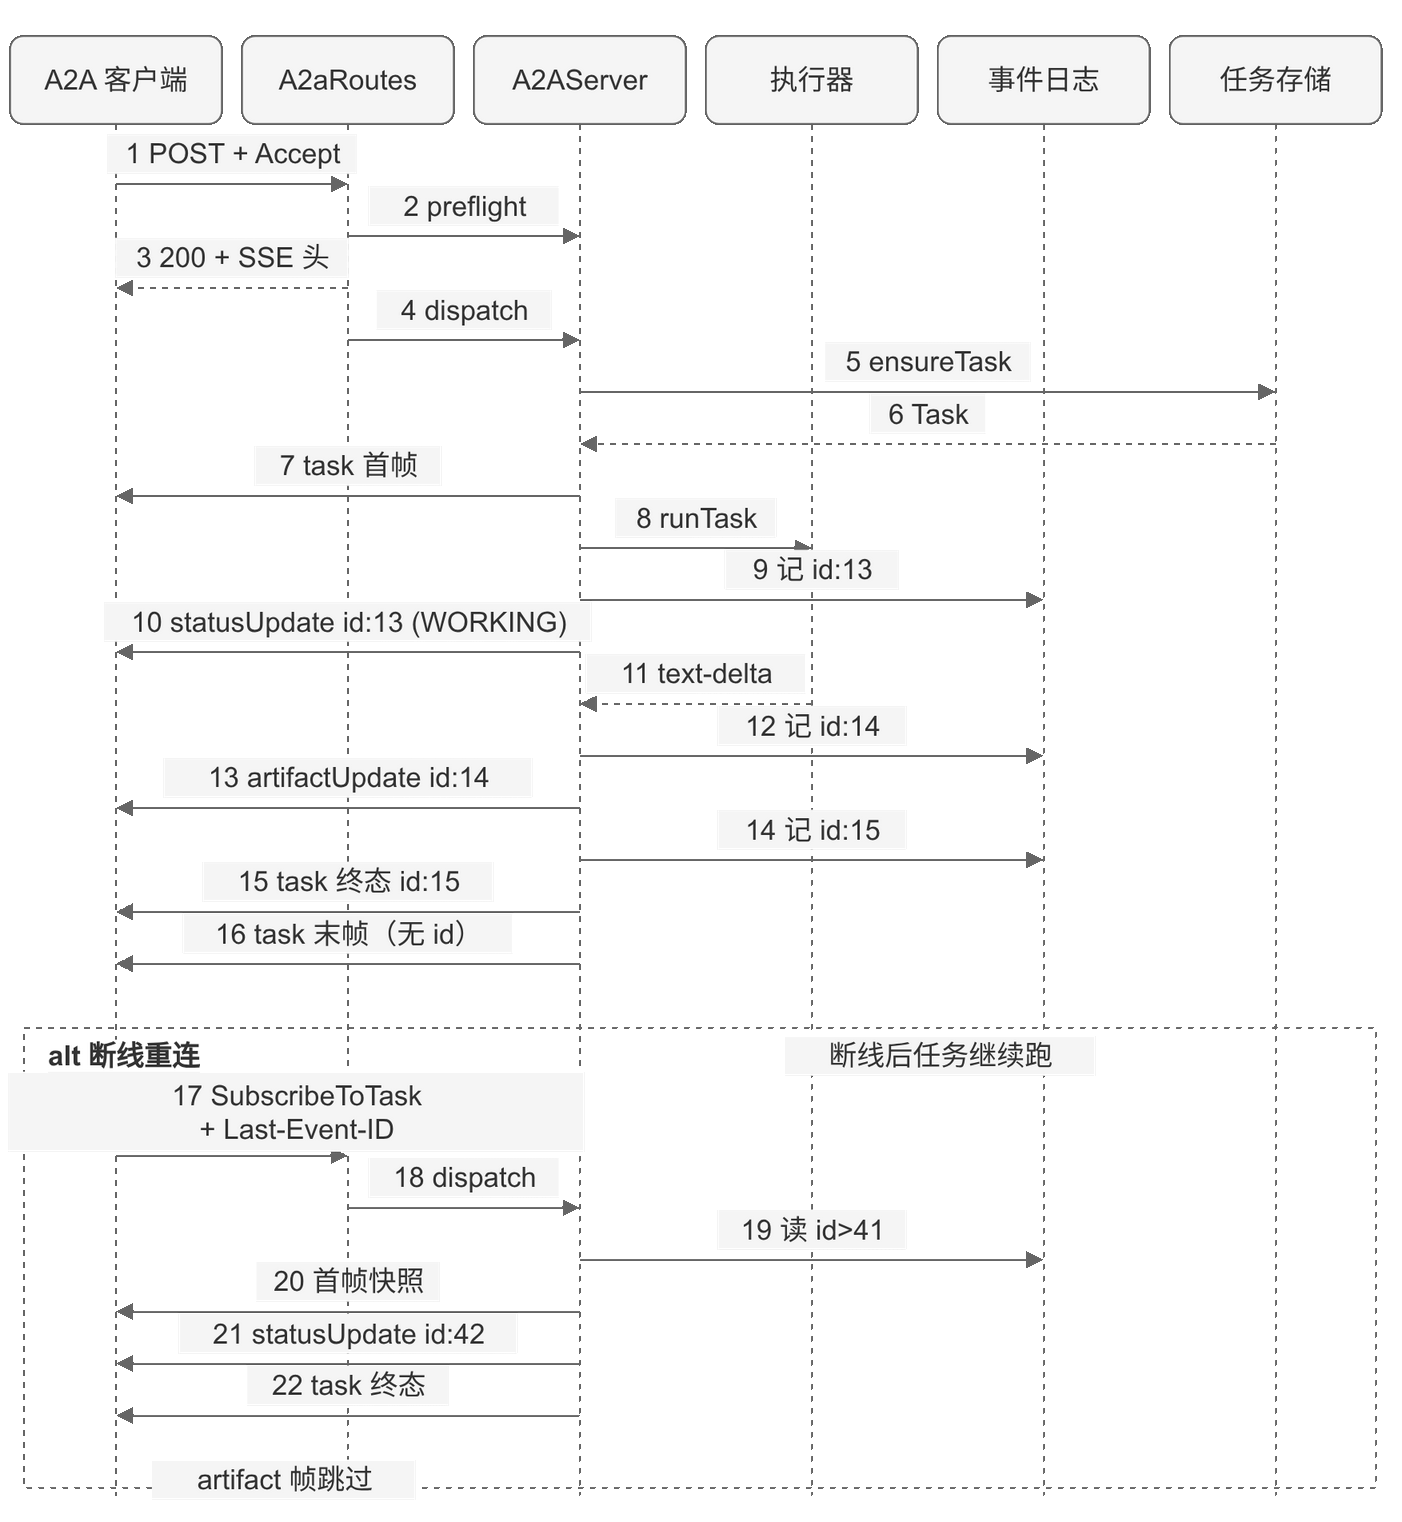 A2A 客户端
A2aRoutes
A2AServer
执行器
事件日志
任务存储
1 POST + Accept
2 preflight
3 200 + SSE 头
4 dispatch
5 ensureTask
6 Task
7 task 首帧
8 runTask
9 记 id:13
10 statusUpdate id:13 (WORKING)
11 text-delta
12 记 id:14
13 artifactUpdate id:14
14 记 id:15
15 task 终态 id:15
16 task 末帧（无 id）
alt 断线重连
断线后任务继续跑
17 SubscribeToTask
+ Last-Event-ID
18 dispatch
19 读 id>41
20 首帧快照
21 statusUpdate id:42
22 task 终态
artifact 帧跳过